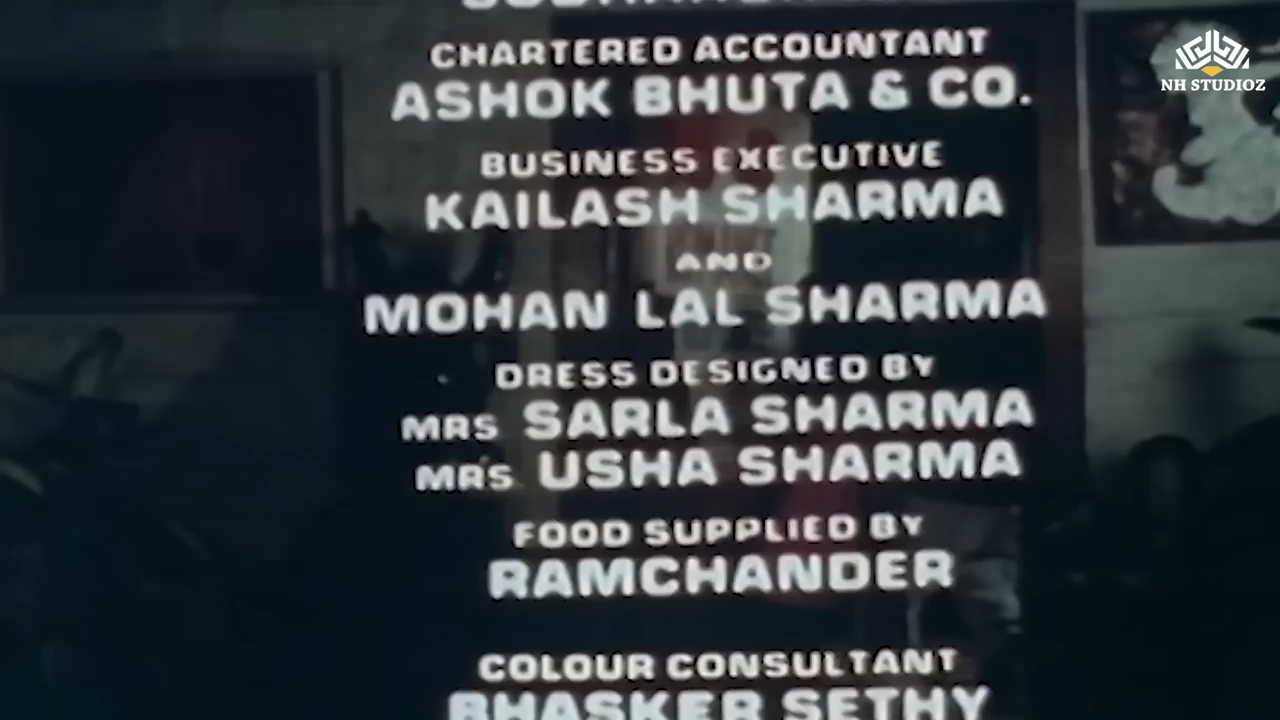 CHARTERED ACCOUNTANT
ASHOK BHUTA & CO.
BUSINESS EXECUTIVE
KAILASH SHARMA
AND
MOHAN LAL SHARMA
DRESS DESIGNED BY
MRS SARLA SHARMA
MRS USHA SHARMA
FOOD SUPPLIED BY
RAMCHANDER
COLOUR CONSULTANT
BHASKER SETHY
NH STUDIOZ